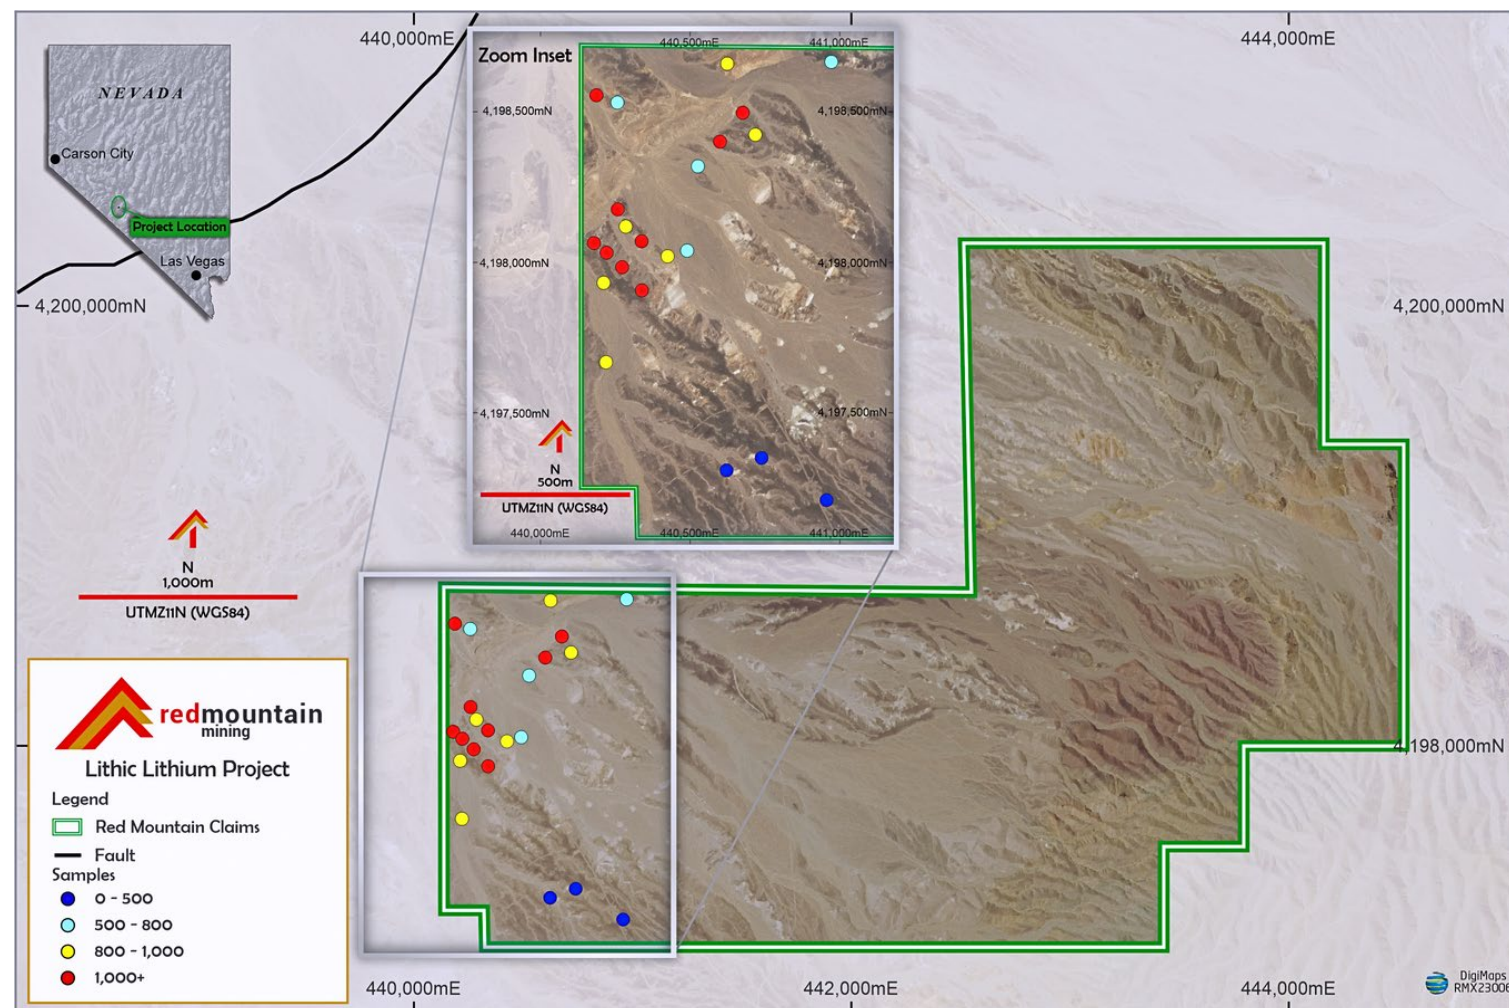 440,000mE
444,000mE
NEVADA
Carson City
Project Location
Las Vegas
4,200,000mN
4,200,000mN
Zoom Inset
440,500mE
441,000mE
4,198,500mN
4,198,500mN
4,198,000mN
4,198,000mN
4,197,500mN
4,197,500mN
N
500m
UTMZ11N (WGS84)
440,000mE
440,500mE
441,000mE
N
1,000m
UTMZ11N (WGS84)
4,198,000mN
redmountain
mining
Lithic Lithium Project
Legend
Red Mountain Claims
Fault
Samples
0 - 500
500 - 800
800 - 1,000
1,000+
440,000mE
442,000mE
444,000mE
DigiMaps